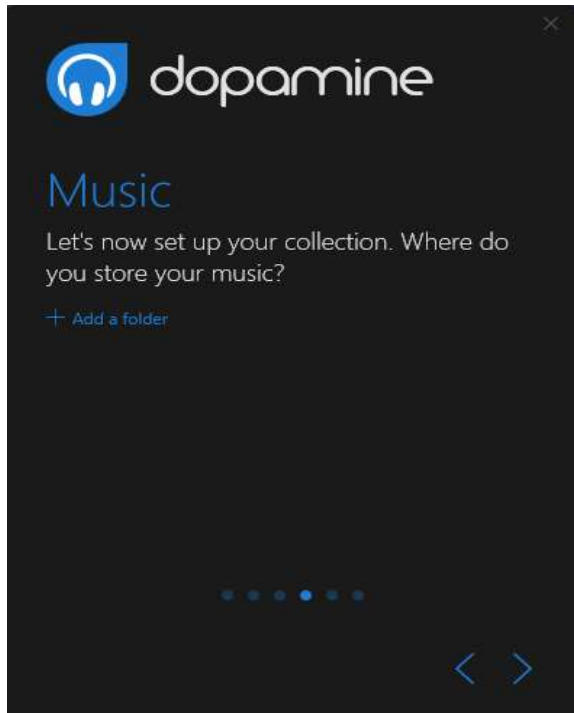 dopamine
Music
Let's now set up your collection. Where do
you store your music?
+ Add a folder